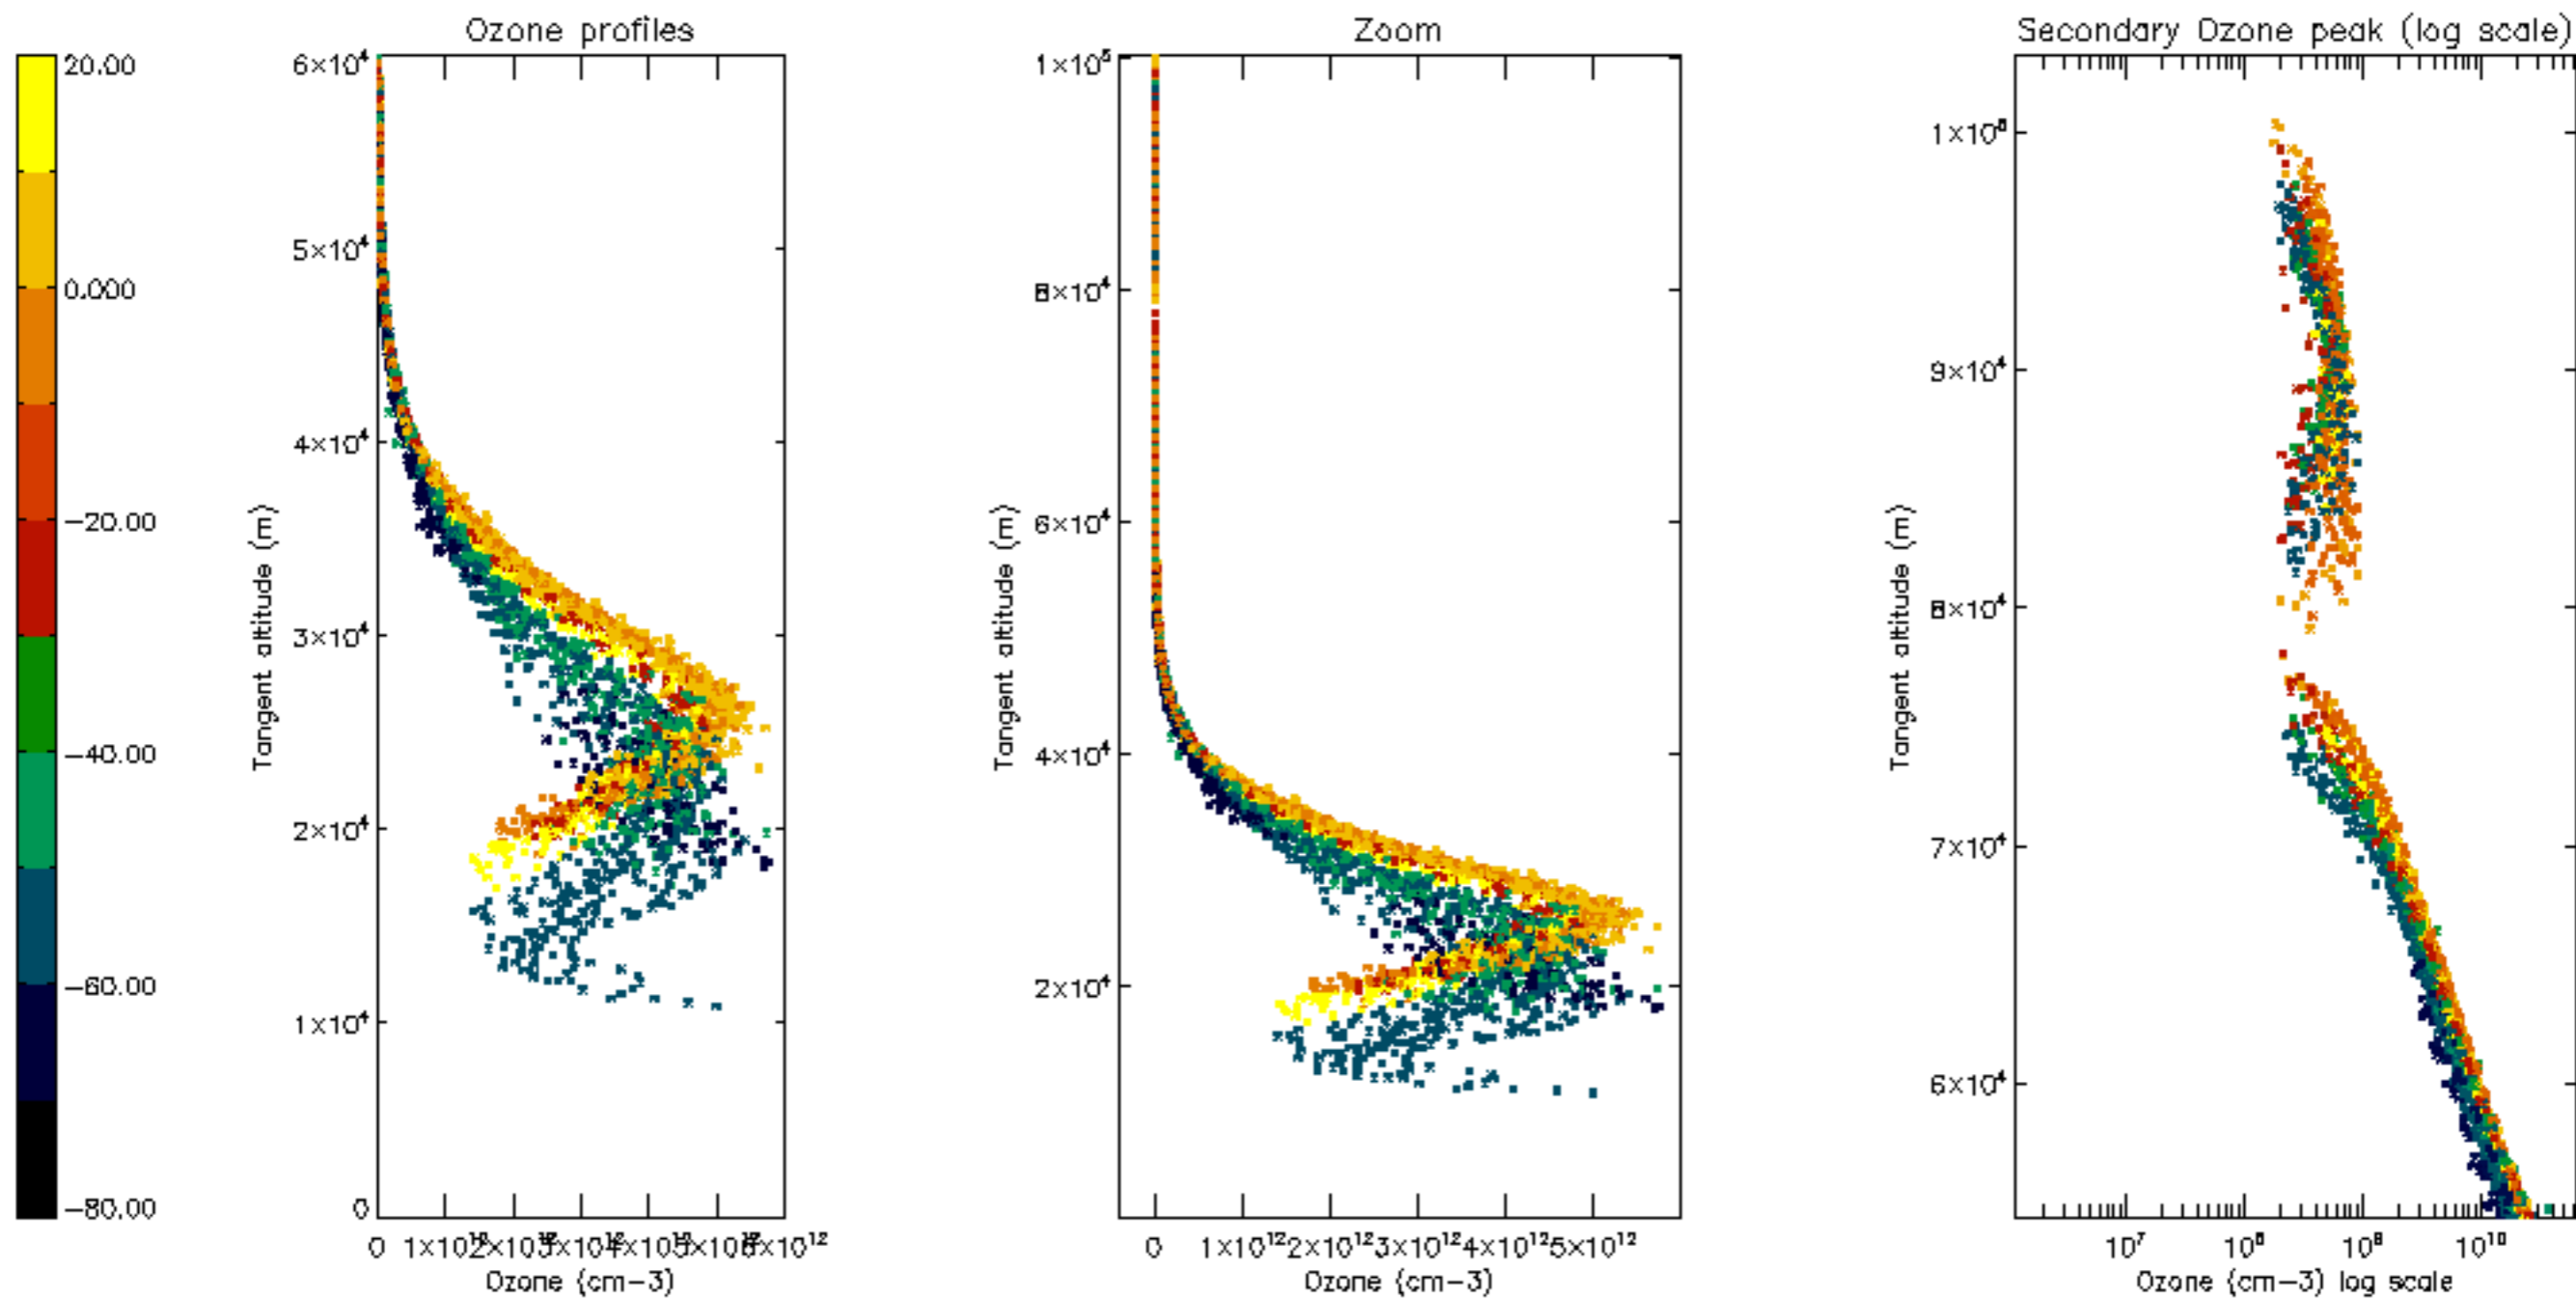 Ozone profiles
Zoom
Secondary Ozone peak (log scale)
20.00
0.000
−20.00
−40.00
−60.00
−80.00
6×10⁴
5×10⁴
4×10⁴
3×10⁴
2×10⁴
1×10⁴
0
Tangent altitude (m)
0
Ozone (cm−3)
1×10⁵
8×10⁴
6×10⁴
4×10⁴
2×10⁴
Tangent altitude (m)
0 1×10¹² 2×10¹² 3×10¹² 4×10¹² 5×10¹²
Ozone (cm−3)
9×10⁴
8×10⁴
7×10⁴
6×10⁴
Tangent altitude (m)
10⁷ 10⁸ 10⁹ 10¹⁰
Ozone (cm−3) log scale